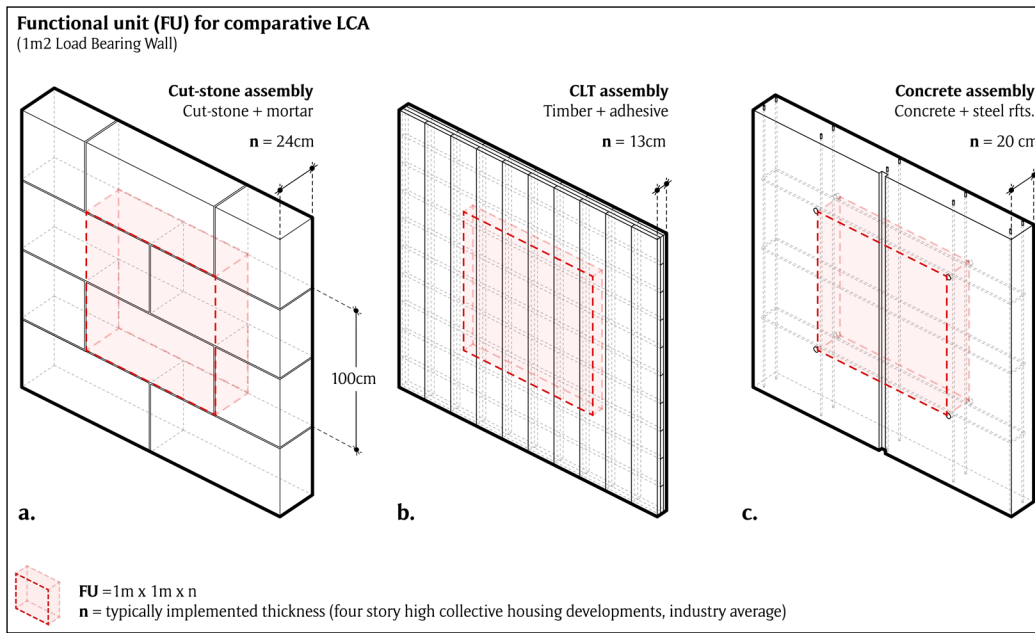 Functional unit (FU) for comparative LCA
(1m2 Load Bearing Wall)
Cut-stone assembly
Cut-stone + mortar
n = 24cm
100cm
a.
CLT assembly
Timber + adhesive
n = 13cm
b.
Concrete assembly
Concrete + steel rfts.
n = 20 cm
c.
FU =1m x 1m x n
n = typically implemented thickness (four story high collective housing developments, industry average)